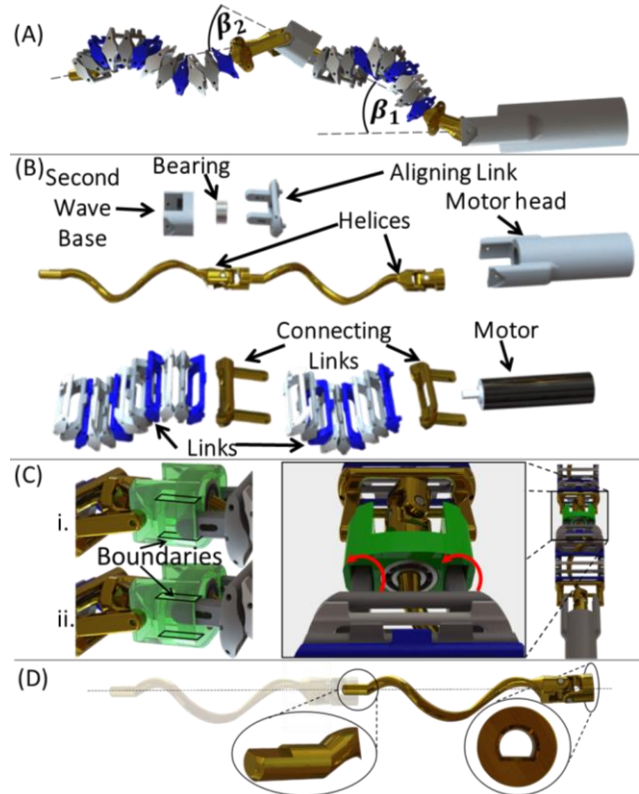 (A)
β₂
β₁
(B)
Bearing
Second
Wave
Base
Aligning Link
Motor head
Helices
Connecting
Links
Motor
Links
(C)
i.
Boundaries
ii.
(D)